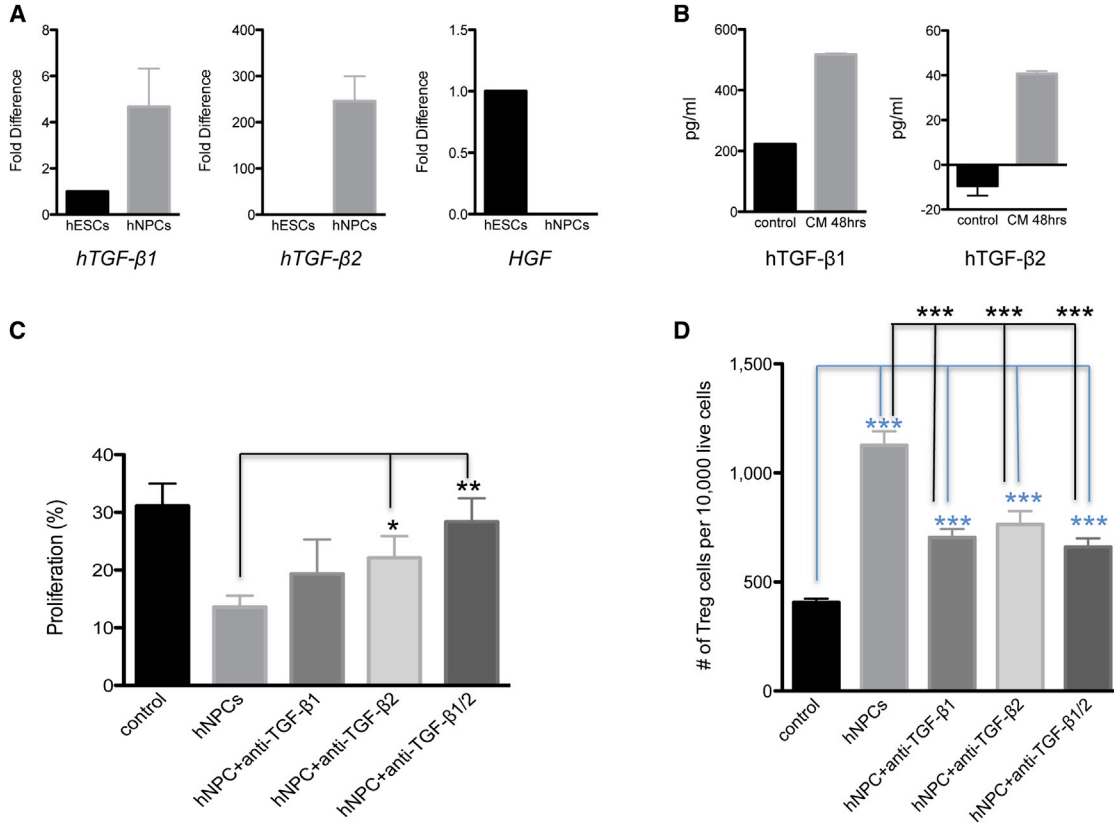 A
Fold Difference
8
6
4
2
0
hESCs hNPCs
hTGF-β1
Fold Difference
400
300
200
100
0
hESCs hNPCs
hTGF-β2
Fold Difference
1.5
1.0
0.5
0.0
hESCs hNPCs
HGF
B
pg/ml
600
400
200
0
control CM 48hrs
hTGF-β1
pg/ml
60
40
20
0
-20
control CM 48hrs
hTGF-β2
C
Proliferation (%)
40
30
20
10
0
*
**
control
hNPCs
hNPC+anti-TGF-β1
hNPC+anti-TGF-β2
hNPC+anti-TGF-β1/2
D
# of Treg cells per 10,000 live cells
1,500
1,000
500
0
*** *** ***
***
***
***
***
control
hNPCs
hNPC+anti-TGF-β1
hNPC+anti-TGF-β2
hNPC+anti-TGF-β1/2